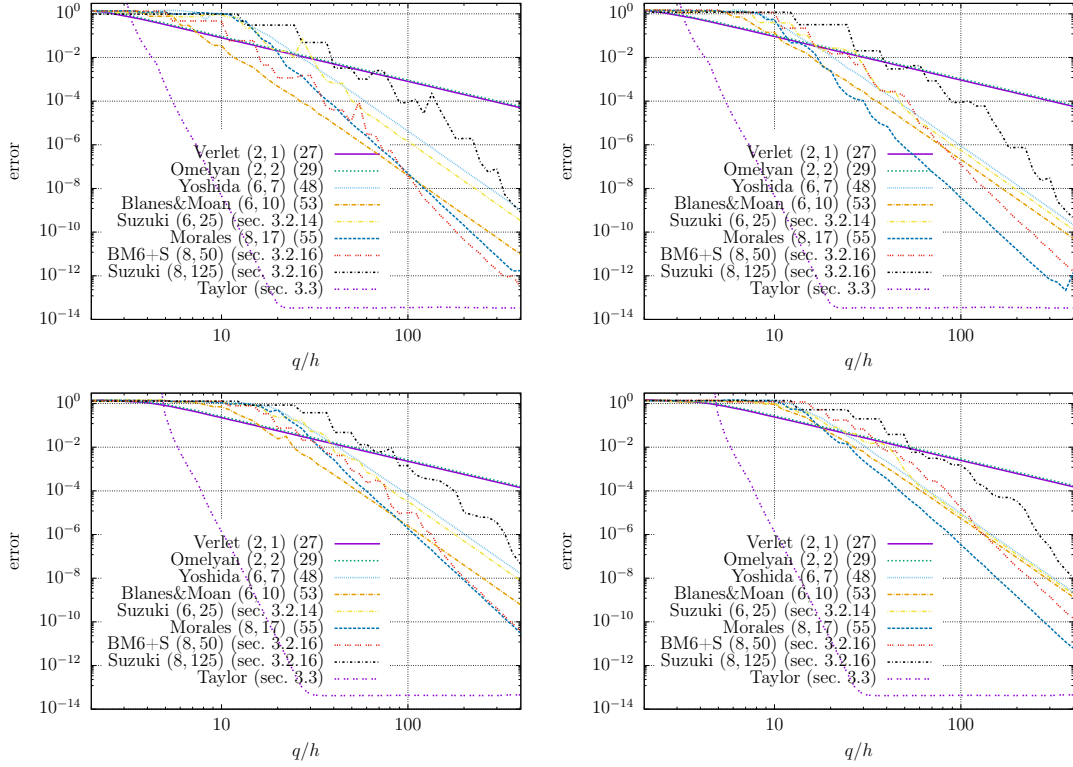 10^0
10^−2
10^−4
10^−6
10^−8
10^−10
10^−12
10^−14
error
Verlet (2, 1) (27)
Omelyan (2, 2) (29)
Yoshida (6, 7) (48)
Blanes&Moan (6, 10) (53)
Suzuki (6, 25) (sec. 3.2.14)
Morales (8, 17) (55)
BM6+S (8, 50) (sec. 3.2.16)
Suzuki (8, 125) (sec. 3.2.16)
Taylor (sec. 3.3)
10 100
q/h
10^0
10^−2
10^−4
10^−6
10^−8
10^−10
10^−12
10^−14
error
Verlet (2, 1) (27)
Omelyan (2, 2) (29)
Yoshida (6, 7) (48)
Blanes&Moan (6, 10) (53)
Suzuki (6, 25) (sec. 3.2.14)
Morales (8, 17) (55)
BM6+S (8, 50) (sec. 3.2.16)
Suzuki (8, 125) (sec. 3.2.16)
Taylor (sec. 3.3)
10 100
q/h
10^0
10^−2
10^−4
10^−6
10^−8
10^−10
10^−12
10^−14
error
Verlet (2, 1) (27)
Omelyan (2, 2) (29)
Yoshida (6, 7) (48)
Blanes&Moan (6, 10) (53)
Suzuki (6, 25) (sec. 3.2.14)
Morales (8, 17) (55)
BM6+S (8, 50) (sec. 3.2.16)
Suzuki (8, 125) (sec. 3.2.16)
Taylor (sec. 3.3)
10 100
q/h
10^0
10^−2
10^−4
10^−6
10^−8
10^−10
10^−12
10^−14
error
Verlet (2, 1) (27)
Omelyan (2, 2) (29)
Yoshida (6, 7) (48)
Blanes&Moan (6, 10) (53)
Suzuki (6, 25) (sec. 3.2.14)
Morales (8, 17) (55)
BM6+S (8, 50) (sec. 3.2.16)
Suzuki (8, 125) (sec. 3.2.16)
Taylor (sec. 3.3)
10 100
q/h